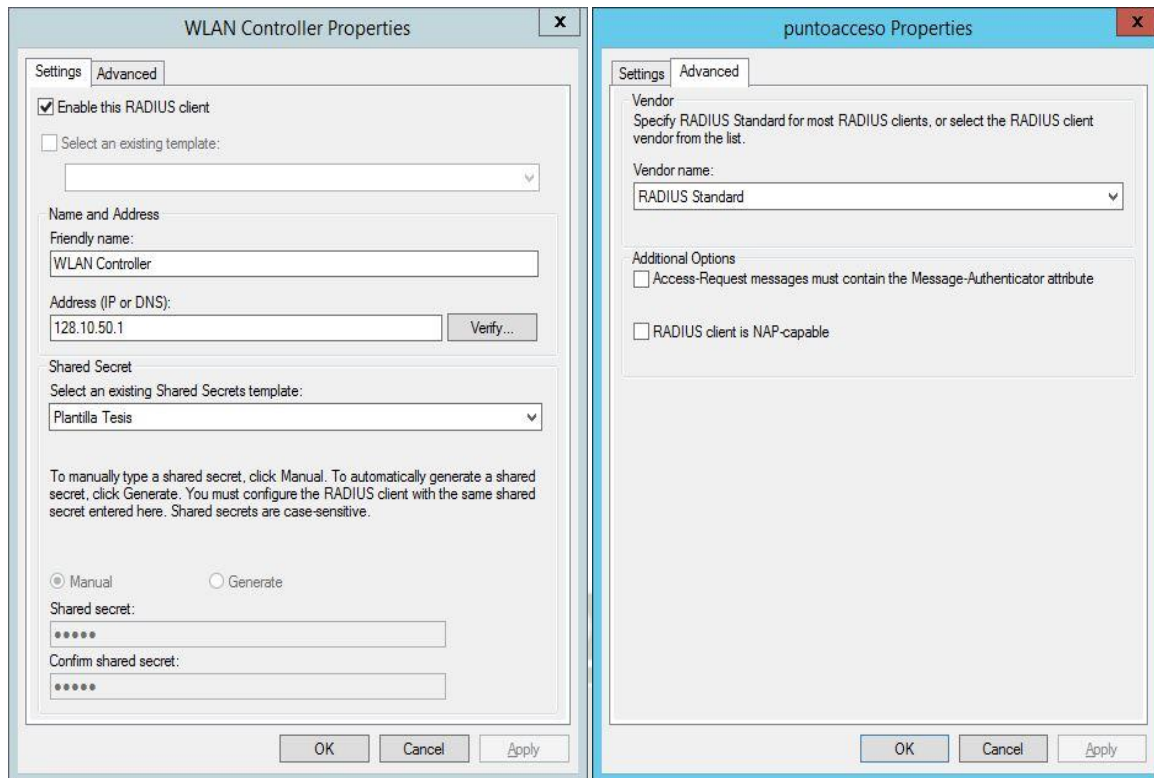 WLAN Controller Properties
x
Settings
Advanced
Enable this RADIUS client
Select an existing template:
Name and Address
Friendly name:
WLAN Controller
Address (IP or DNS):
128.10.50.1
Verify...
Shared Secret
Select an existing Shared Secrets template:
Plantilla Tesis
To manually type a shared secret, click Manual. To automatically generate a shared
secret, click Generate. You must configure the RADIUS client with the same shared
secret entered here. Shared secrets are case-sensitive.
Manual
Generate
Shared secret:
•••••
Confirm shared secret:
•••••
OK
Cancel
Apply
puntoacceso Properties
x
Settings
Advanced
Vendor
Specify RADIUS Standard for most RADIUS clients, or select the RADIUS client
vendor from the list.
Vendor name:
RADIUS Standard
Additional Options
Access-Request messages must contain the Message-Authenticator attribute
RADIUS client is NAP-capable
OK
Cancel
Apply